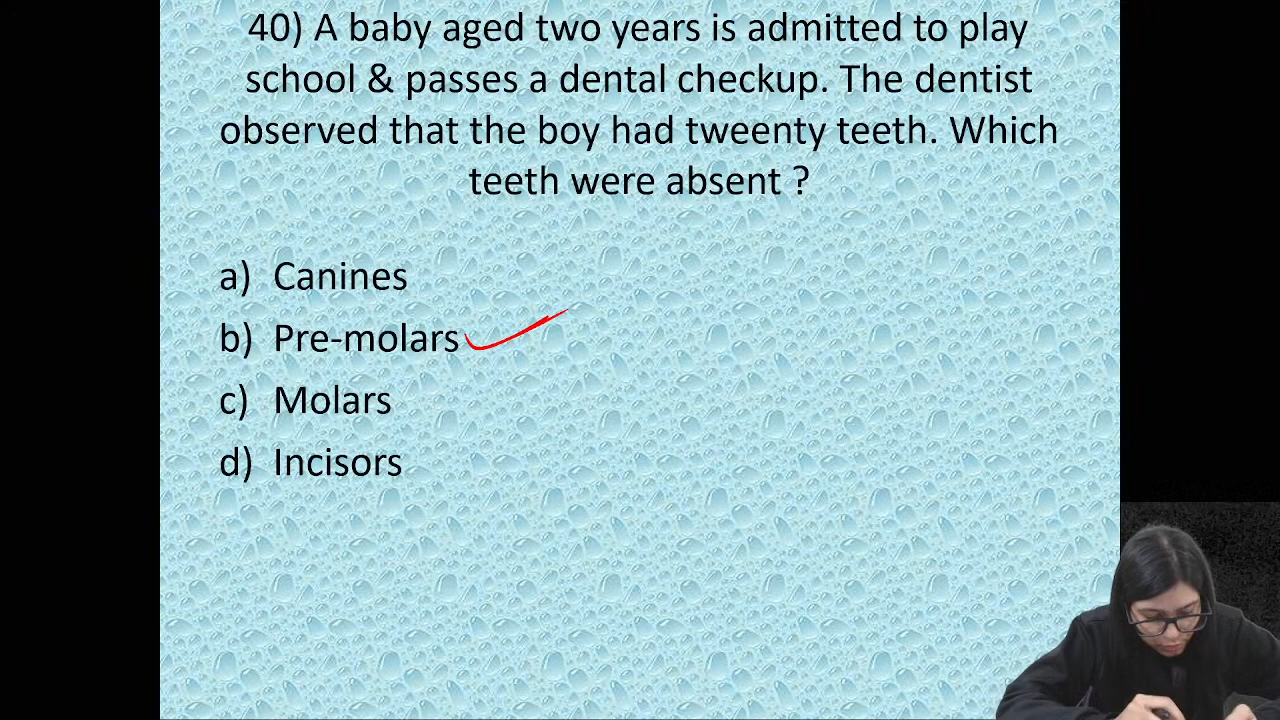 40) A baby aged two years is admitted to play
school & passes a dental checkup. The dentist
observed that the boy had tweenty teeth. Which
teeth were absent ?
a) Canines
b) Pre-molars
c) Molars
d) Incisors